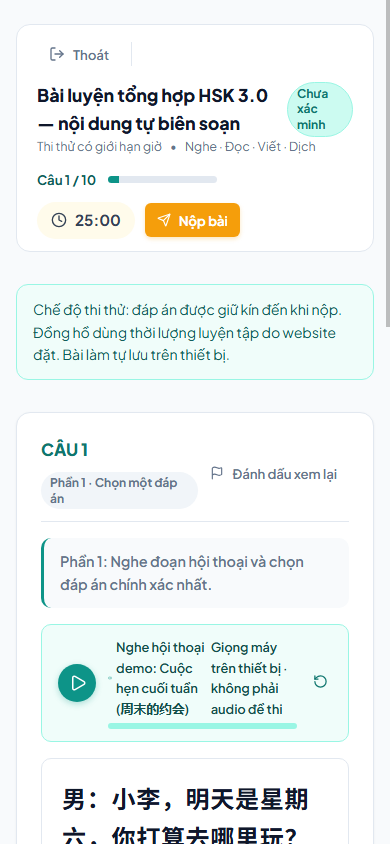 Thoát
Bài luyện tổng hợp HSK 3.0
— nội dung tự biên soạn
Chưa
xác
minh
Thi thử có giới hạn giờ • Nghe · Đọc · Viết · Dịch
Câu 1 / 10
25:00
Nộp bài
Chế độ thi thử: đáp án được giữ kín đến khi nộp.
Đồng hồ dùng thời lượng luyện tập do website
đặt. Bài làm tự lưu trên thiết bị.
CÂU 1
Phần 1 · Chọn một đáp
án
Đánh dấu xem lại
Phần 1: Nghe đoạn hội thoại và chọn
đáp án chính xác nhất.
Nghe hội thoại
demo: Cuộc
hẹn cuối tuần
(周末的约会)
Giọng máy
trên thiết bị ·
không phải
audio đề thi
男：小李，明天是星期
六，你打算去哪里玩？